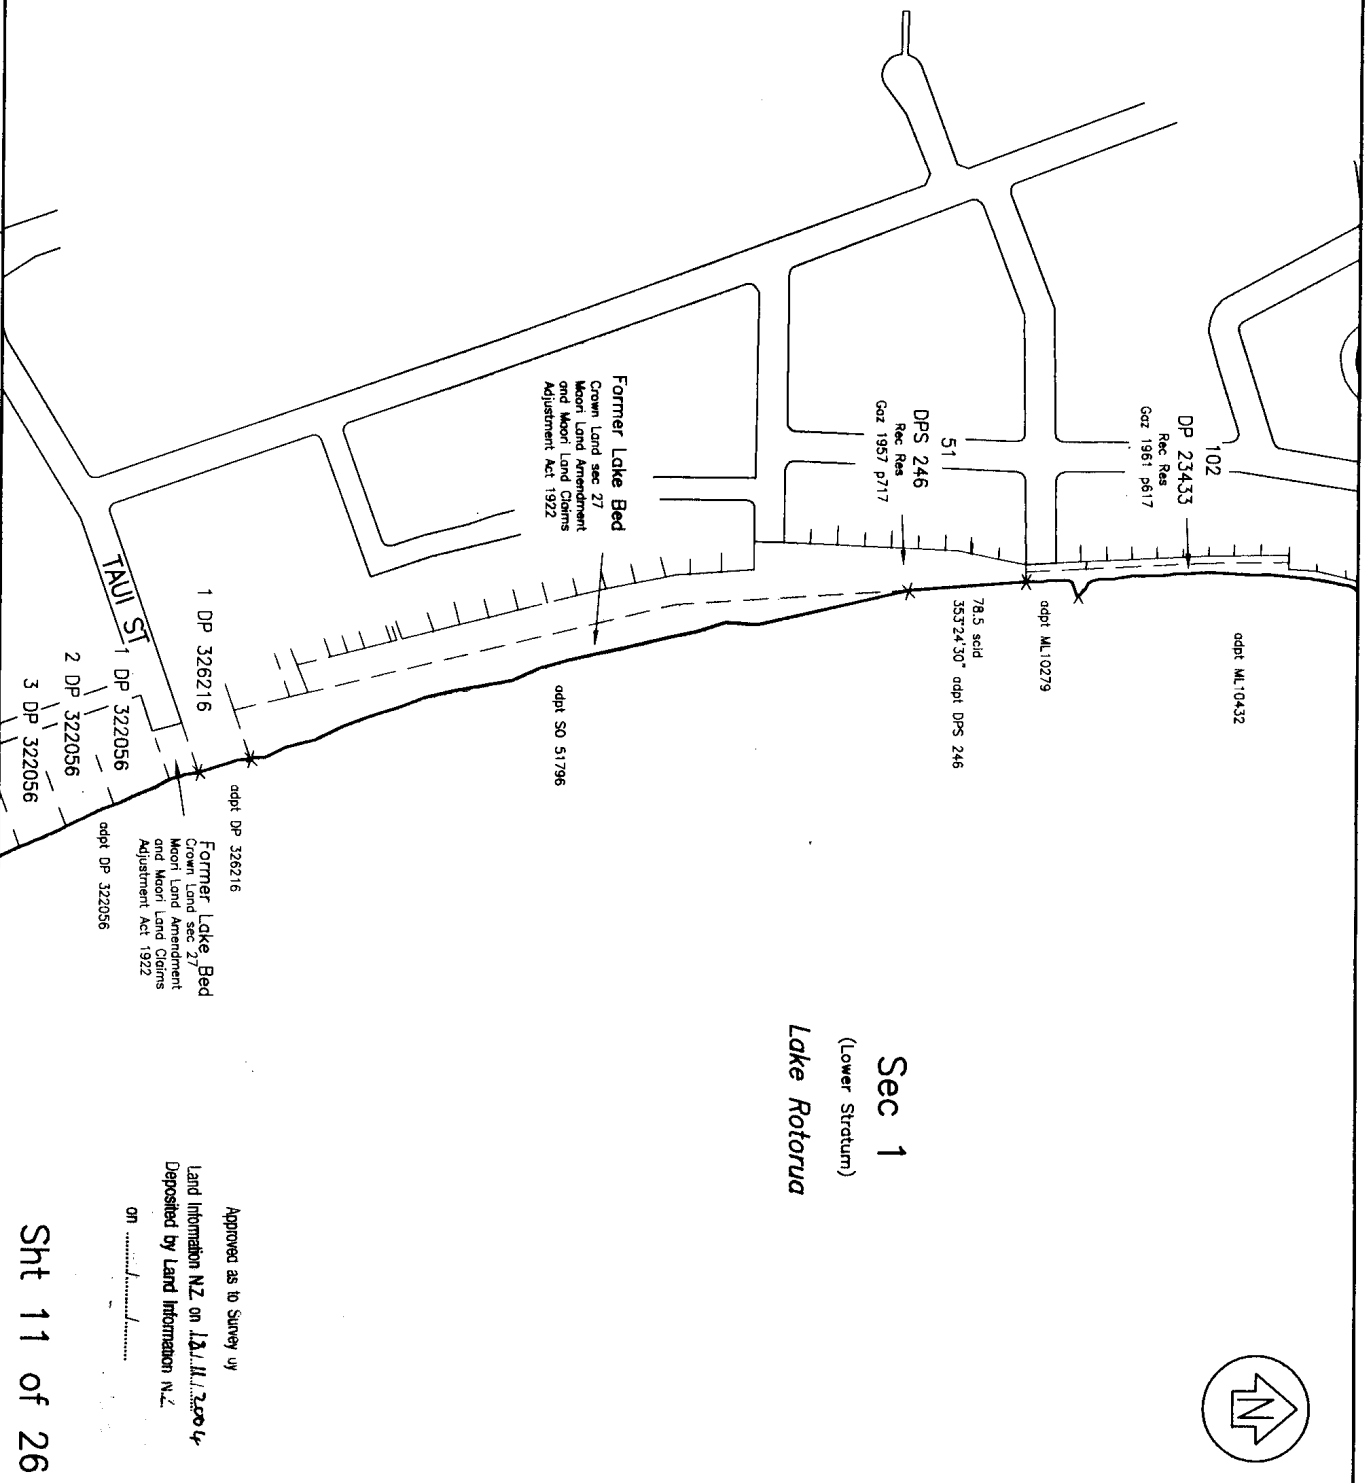 102
DP 23433
Rec Res
Gaz 1961 p617
51
DPS 246
Rec Res
Gaz 1957 p717
Former Lake Bed
Crown Land sec 27
Maori Land Amendment
and Maori Land Claims
Adjustment Act 1922
adpt ML10432
adpt ML10279
78.5 scid
353°24'30" adpt DPS 246
adpt SO 51796
1 DP 326216
TAUI ST
1 DP 322056
2 DP 322056
3 DP 322056
adpt DP 326216
Former Lake Bed
Crown Land sec 27
Maori Land Amendment
and Maori Land Claims
Adjustment Act 1922
adpt DP 322056
Sec 1
(Lower Stratum)
Lake Rotorua
N
Approved as to Survey by
Land Information N.Z. on 18/11/2004
Deposited by Land Information N.Z.
on ........./........./.........
Sht 11 of 26